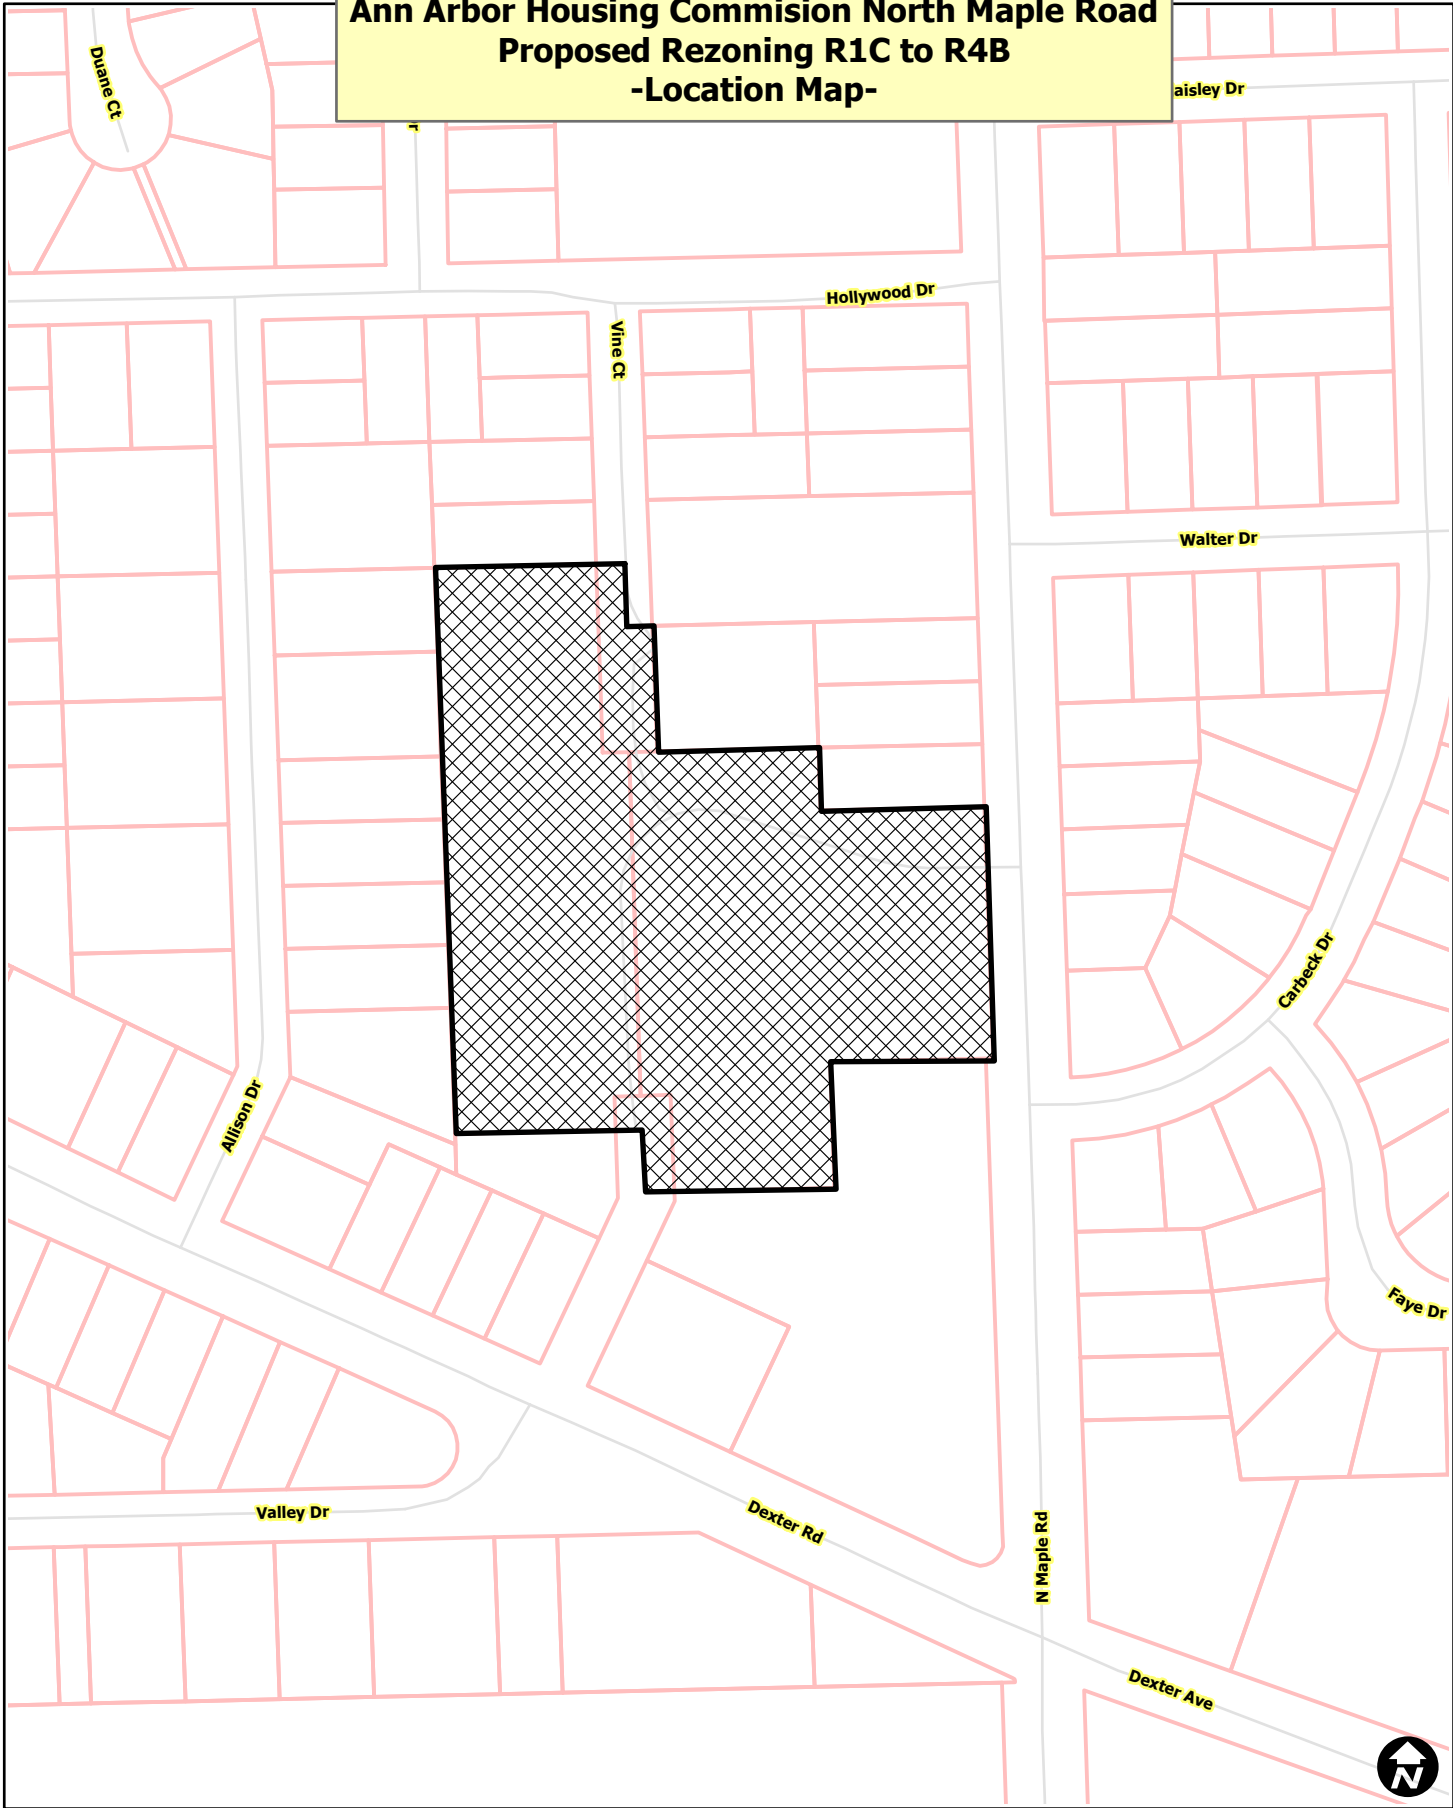 Ann Arbor Housing Commision North Maple Road
Proposed Rezoning R1C to R4B
-Location Map-
Duane Ct
aisley Dr
r
Hollywood Dr
Vine Ct
Walter Dr
Carbeck Dr
Allison Dr
Faye Dr
Valley Dr
Dexter Rd
N Maple Rd
Dexter Ave
N